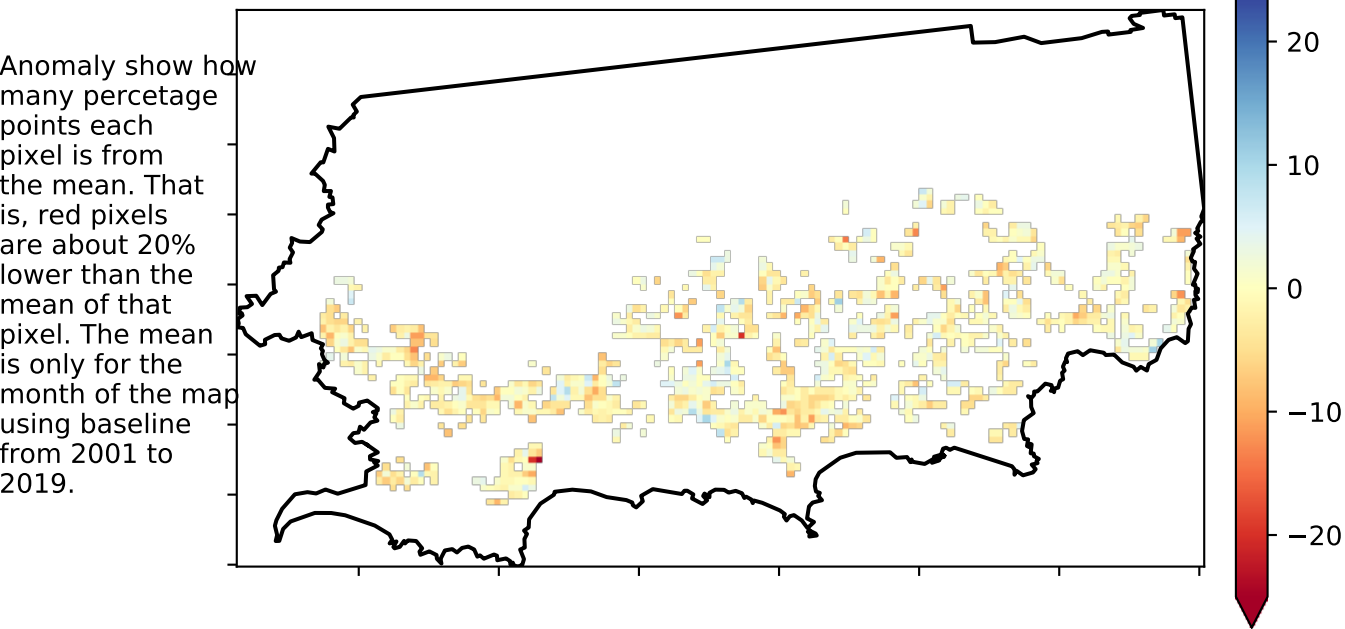 Anomaly show how
many percetage
points each
pixel is from
the mean. That
is, red pixels
are about 20%
lower than the
mean of that
pixel. The mean
is only for the
month of the map
using baseline
from 2001 to
2019.
20
10
0
−10
−20